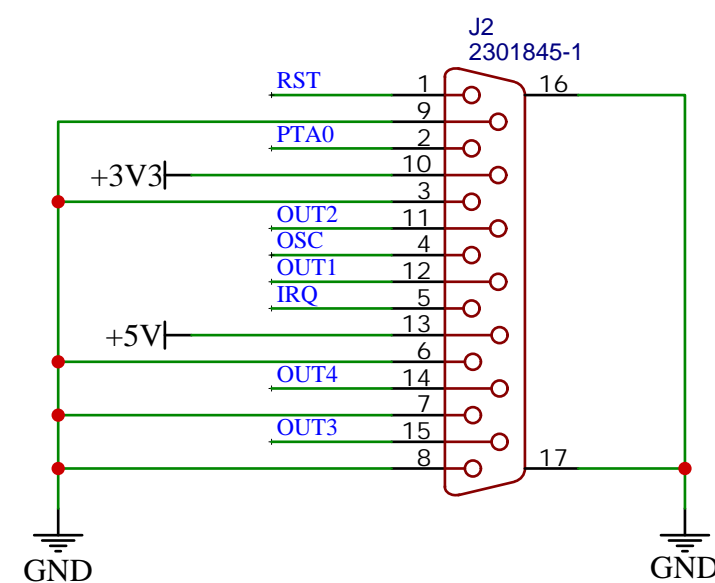 J2
2301845-1
RST 1 16
9
PTA0 2
+3V3 10
3
OUT2 11
OSC 4
OUT1 12
IRQ 5
+5V 13
6
OUT4 14
7
OUT3 15
8 17
GND GND